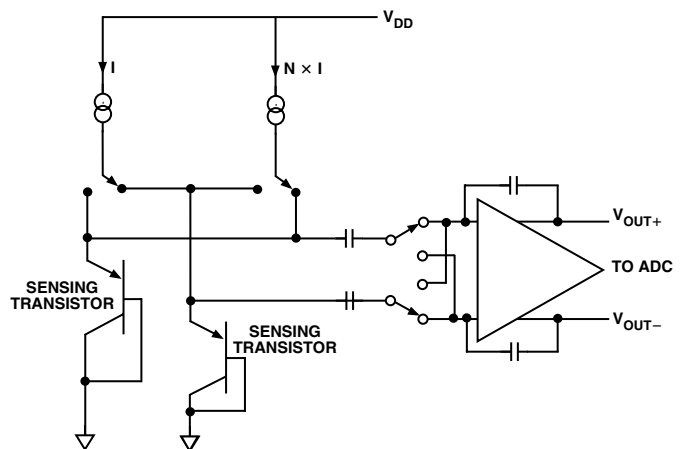 V_DD
I
N × I
V_OUT+
TO ADC
SENSING
TRANSISTOR
SENSING
TRANSISTOR
V_OUT–